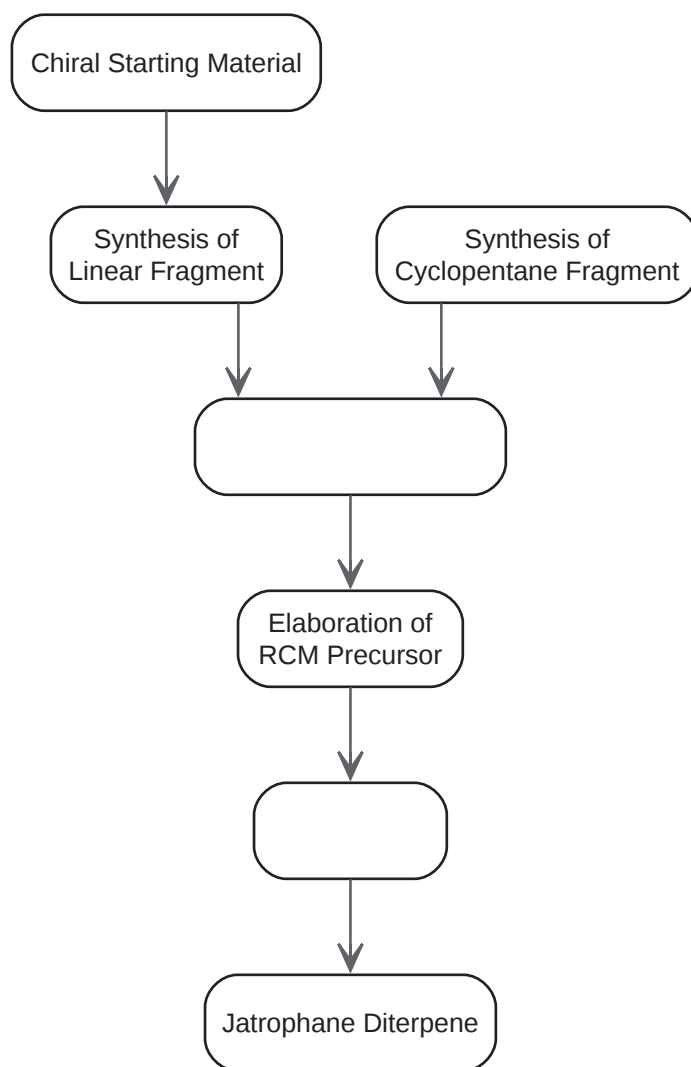 Chiral Starting Material
Synthesis of
Linear Fragment
Synthesis of
Cyclopentane Fragment
Elaboration of
RCM Precursor
Jatrophane Diterpene